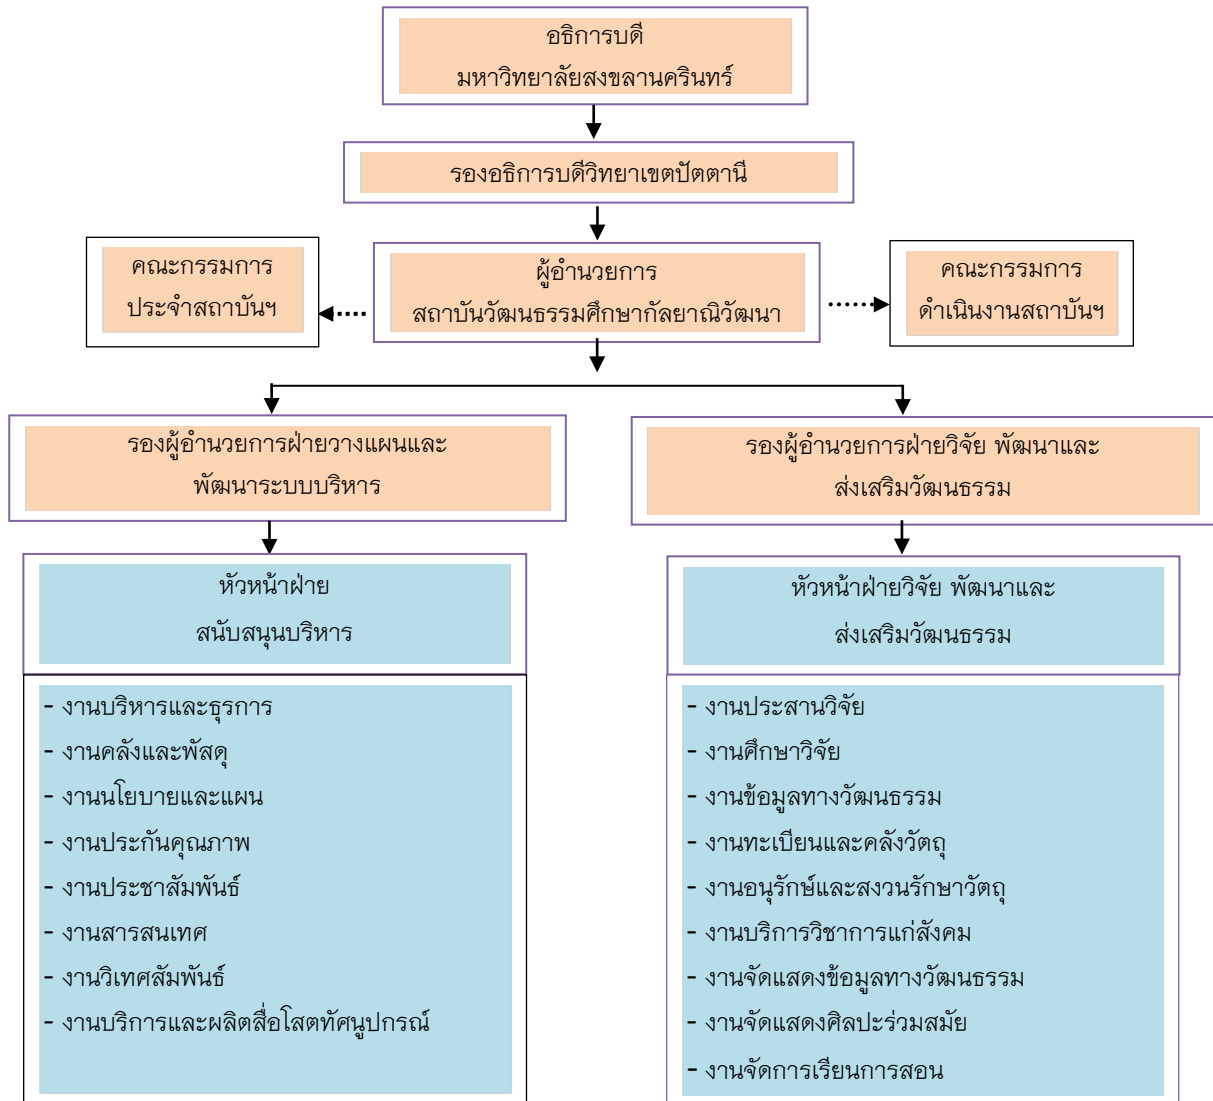 อธิการบดี
มหาวิทยาลัยสงขลานครินทร์
รองอธิการบดีวิทยาเขตปัตตานี
คณะกรรมการ
ประจำสถาบันฯ
ผู้อำนวยการ
สถาบันวัฒนธรรมศึกษากัลยาณิวัฒนา
คณะกรรมการ
ดำเนินงานสถาบันฯ
รองผู้อำนวยการฝ่ายวางแผนและ
พัฒนาระบบบริหาร
รองผู้อำนวยการฝ่ายวิจัย พัฒนาและ
ส่งเสริมวัฒนธรรม
หัวหน้าฝ่าย
สนับสนุนบริหาร
- งานบริหารและธุรการ
- งานคลังและพัสดุ
- งานนโยบายและแผน
- งานประกันคุณภาพ
- งานประชาสัมพันธ์
- งานสารสนเทศ
- งานวิเทศสัมพันธ์
- งานบริการและผลิตสื่อโสตทัศนูปกรณ์
หัวหน้าฝ่ายวิจัย พัฒนาและ
ส่งเสริมวัฒนธรรม
- งานประสานวิจัย
- งานศึกษาวิจัย
- งานข้อมูลทางวัฒนธรรม
- งานทะเบียนและคลังวัตถุ
- งานอนุรักษ์และสงวนรักษาวัตถุ
- งานบริการวิชาการแก่สังคม
- งานจัดแสดงข้อมูลทางวัฒนธรรม
- งานจัดแสดงศิลปะร่วมสมัย
- งานจัดการเรียนการสอน